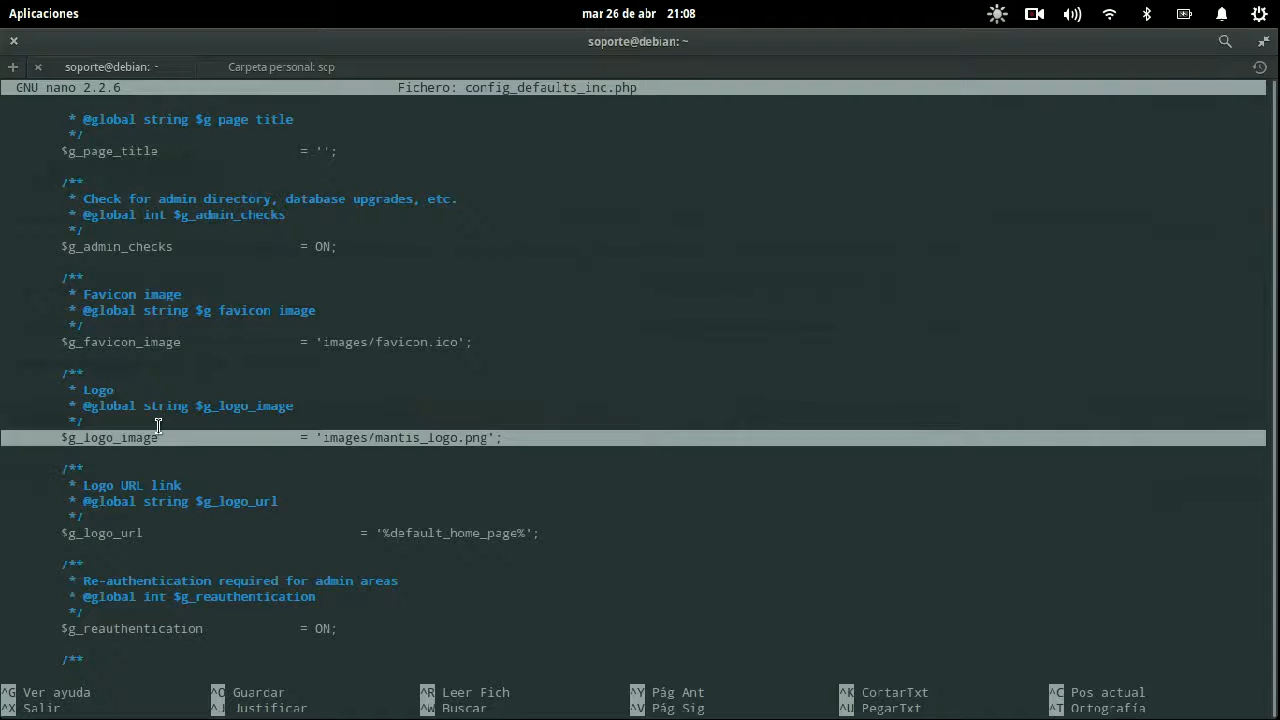 Aplicaciones mar 26 de abr 21:08
soporte@debian: ~
soporte@debian: ~ Carpeta personal: scp
GNU nano 2.2.6 Fichero: config_defaults_inc.php
* @global string $g_page_title
*/
$g_page_title = '';
/**
* Check for admin directory, database upgrades, etc.
* @global int $g_admin_checks
*/
$g_admin_checks = ON;
/**
* Favicon image
* @global string $g_favicon_image
*/
$g_favicon_image = 'images/favicon.ico';
/**
* Logo
* @global string $g_logo_image
*/
$g_logo_image = 'images/mantis_logo.png';
/**
* Logo URL link
* @global string $g_logo_url
*/
$g_logo_url = '%default_home_page%';
/**
* Re-authentication required for admin areas
* @global int $g_reauthentication
*/
$g_reauthentication = ON;
/**
^G Ver ayuda ^O Guardar ^R Leer Fich ^Y Pág Ant ^K CortarTxt ^C Pos actual
^X Salir ^J Justificar ^W Buscar ^V Pág Sig ^U PegarTxt ^T Ortografía